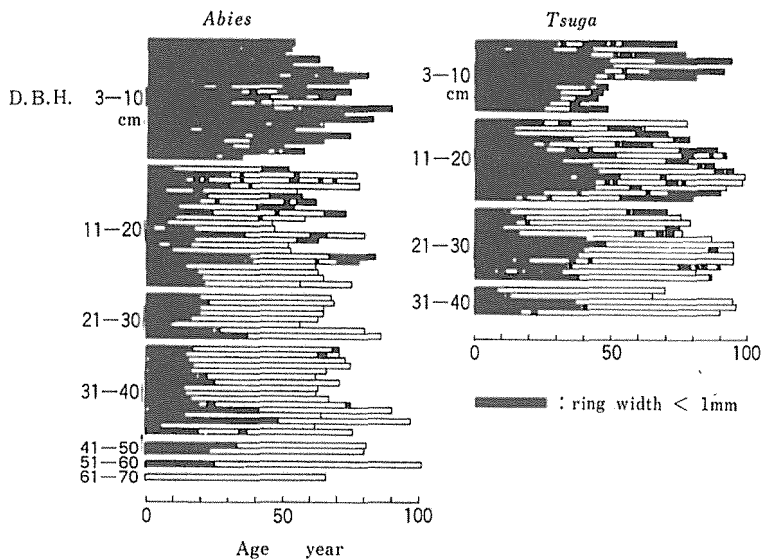 Abies
Tsuga
D.B.H.
3—10
cm
11—20
21—30
31—40
41—50
51—60
61—70
0 50 100
Age year
3—10
cm
11—20
21—30
31—40
0 50 100
: ring width < 1mm